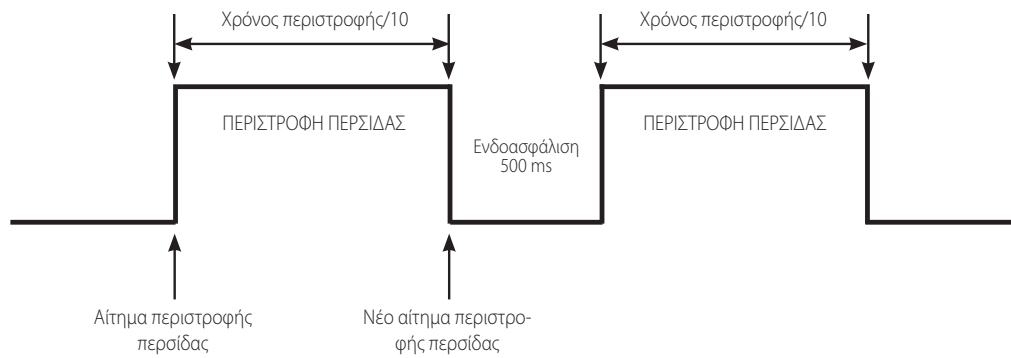 Χρόνος περιστροφής/10
Χρόνος περιστροφής/10
ΠΕΡΙΣΤΡΟΦΗ ΠΕΡΣΙΔΑΣ
ΠΕΡΙΣΤΡΟΦΗ ΠΕΡΣΙΔΑΣ
Ενδοασφάλιση
500 ms
Αίτημα περιστροφής
περσίδας
Νέο αίτημα περιστρο-
φής περσίδας